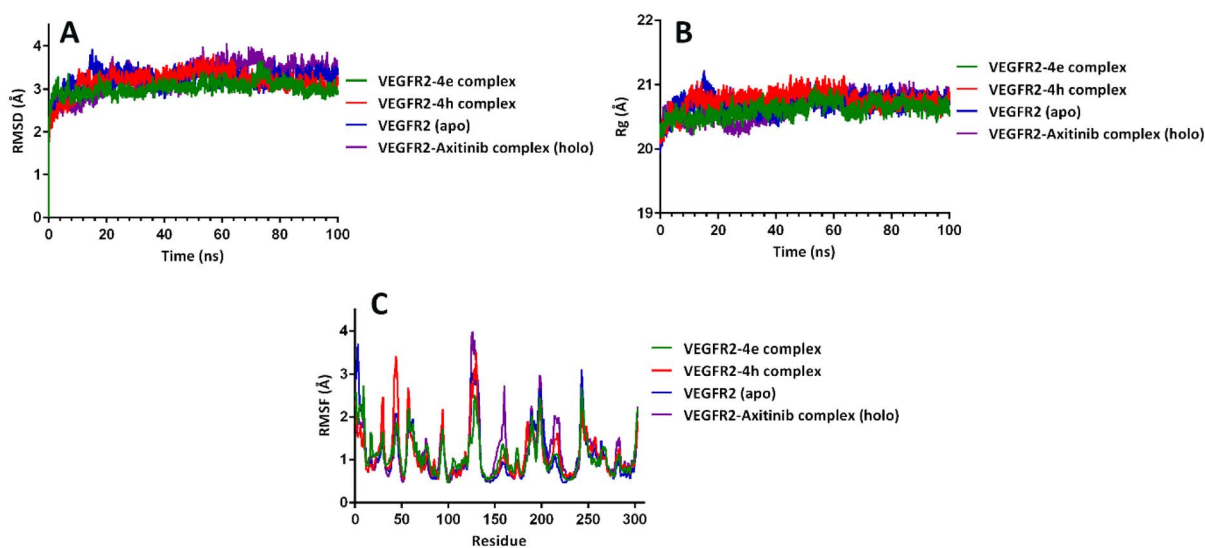 A
RMSD (Å)
4
3
2
1
0
0 20 40 60 80 100
Time (ns)
VEGFR2-4e complex
VEGFR2-4h complex
VEGFR2 (apo)
VEGFR2-Axitinib complex (holo)
B
Rg (Å)
22
21
20
19
0 20 40 60 80 100
Time (ns)
VEGFR2-4e complex
VEGFR2-4h complex
VEGFR2 (apo)
VEGFR2-Axitinib complex (holo)
C
RMSF (Å)
4
3
2
1
0
0 50 100 150 200 250 300
Residue
VEGFR2-4e complex
VEGFR2-4h complex
VEGFR2 (apo)
VEGFR2-Axitinib complex (holo)